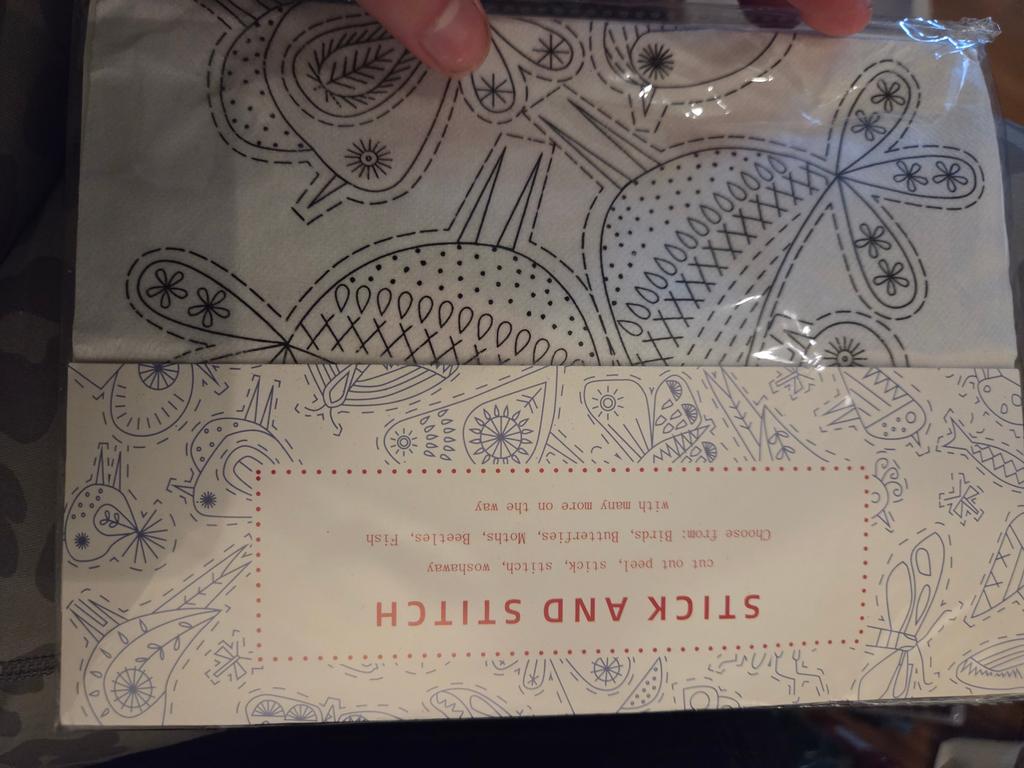 STICK AND STITCH
cut out peel, stick, stitch, woshaway
Choose from: Birds, Butterflies, Moths, Beetles, Fish
with many more on the way